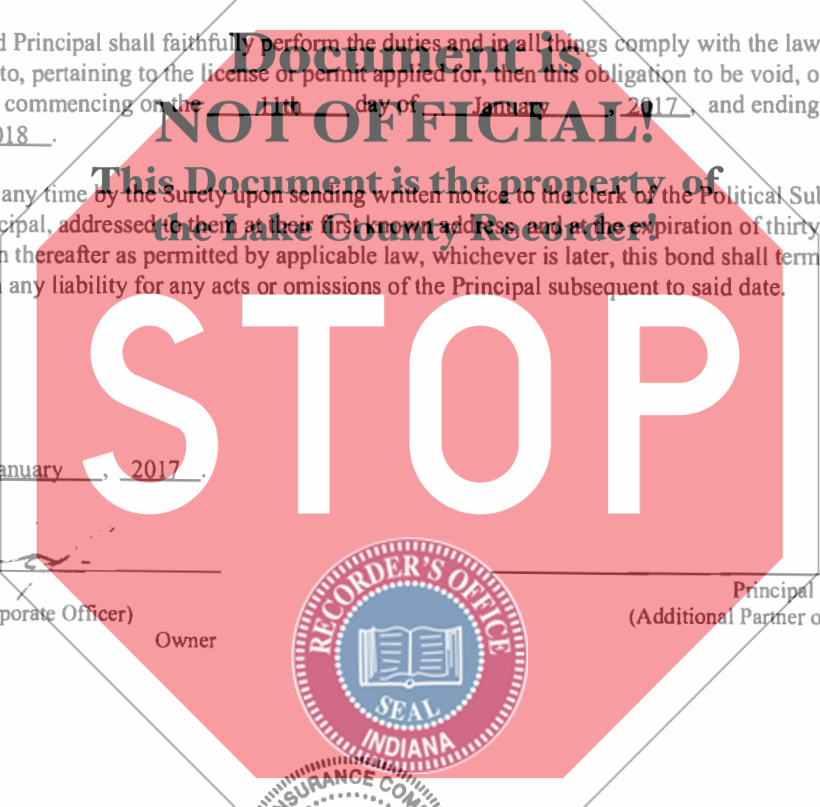 d Principal shall faithfully perform the duties and in all things comply with the law
Document is
to, pertaining to the license or permit applied for, then this obligation to be void, o
commencing on the 11th day of January, 2017, and ending
NOT OFFICIAL!
018.
This Document is the property of
any time by the Surety upon sending written notice to the clerk of the Political Sub
cipal, addressed to them at their first known address, and at the expiration of thirty
the Lake County Recorder!
n thereafter as permitted by applicable law, whichever is later, this bond shall term
any liability for any acts or omissions of the Principal subsequent to said date.
STOP
anuary, 2017.
Principal
porate Officer)
(Additional Partner o
Owner
RECORDER'S OFFICE
SEAL
INDIANA
SURANCE COM